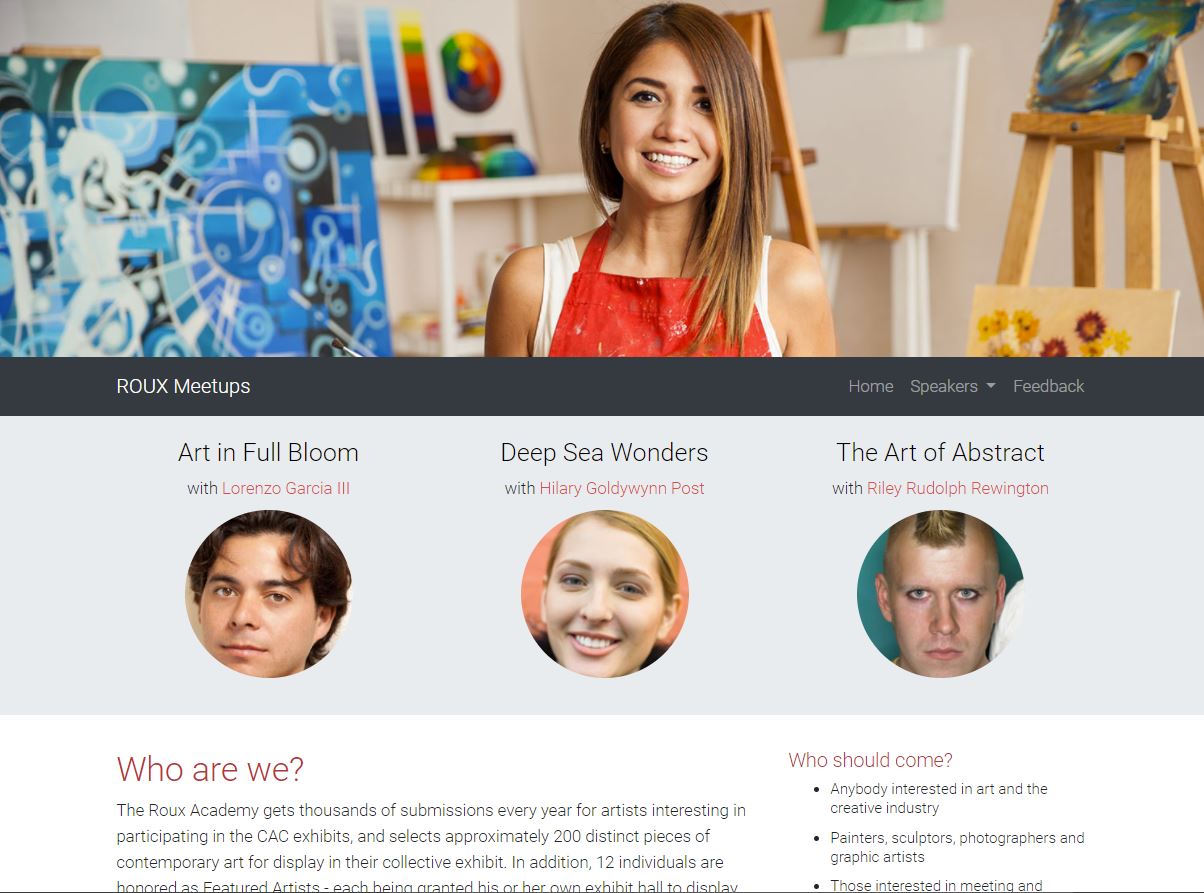 ROUX Meetups
Home Speakers Feedback
Art in Full Bloom
with Lorenzo Garcia III
Deep Sea Wonders
with Hilary Goldywynn Post
The Art of Abstract
with Riley Rudolph Rewington
Who are we?
The Roux Academy gets thousands of submissions every year for artists interesting in
participating in the CAC exhibits, and selects approximately 200 distinct pieces of
contemporary art for display in their collective exhibit. In addition, 12 individuals are
honored as Featured Artists - each being granted his or her own exhibit hall to display
Who should come?
Anybody interested in art and the
creative industry
Painters, sculptors, photographers and
graphic artists
Those interested in meeting and